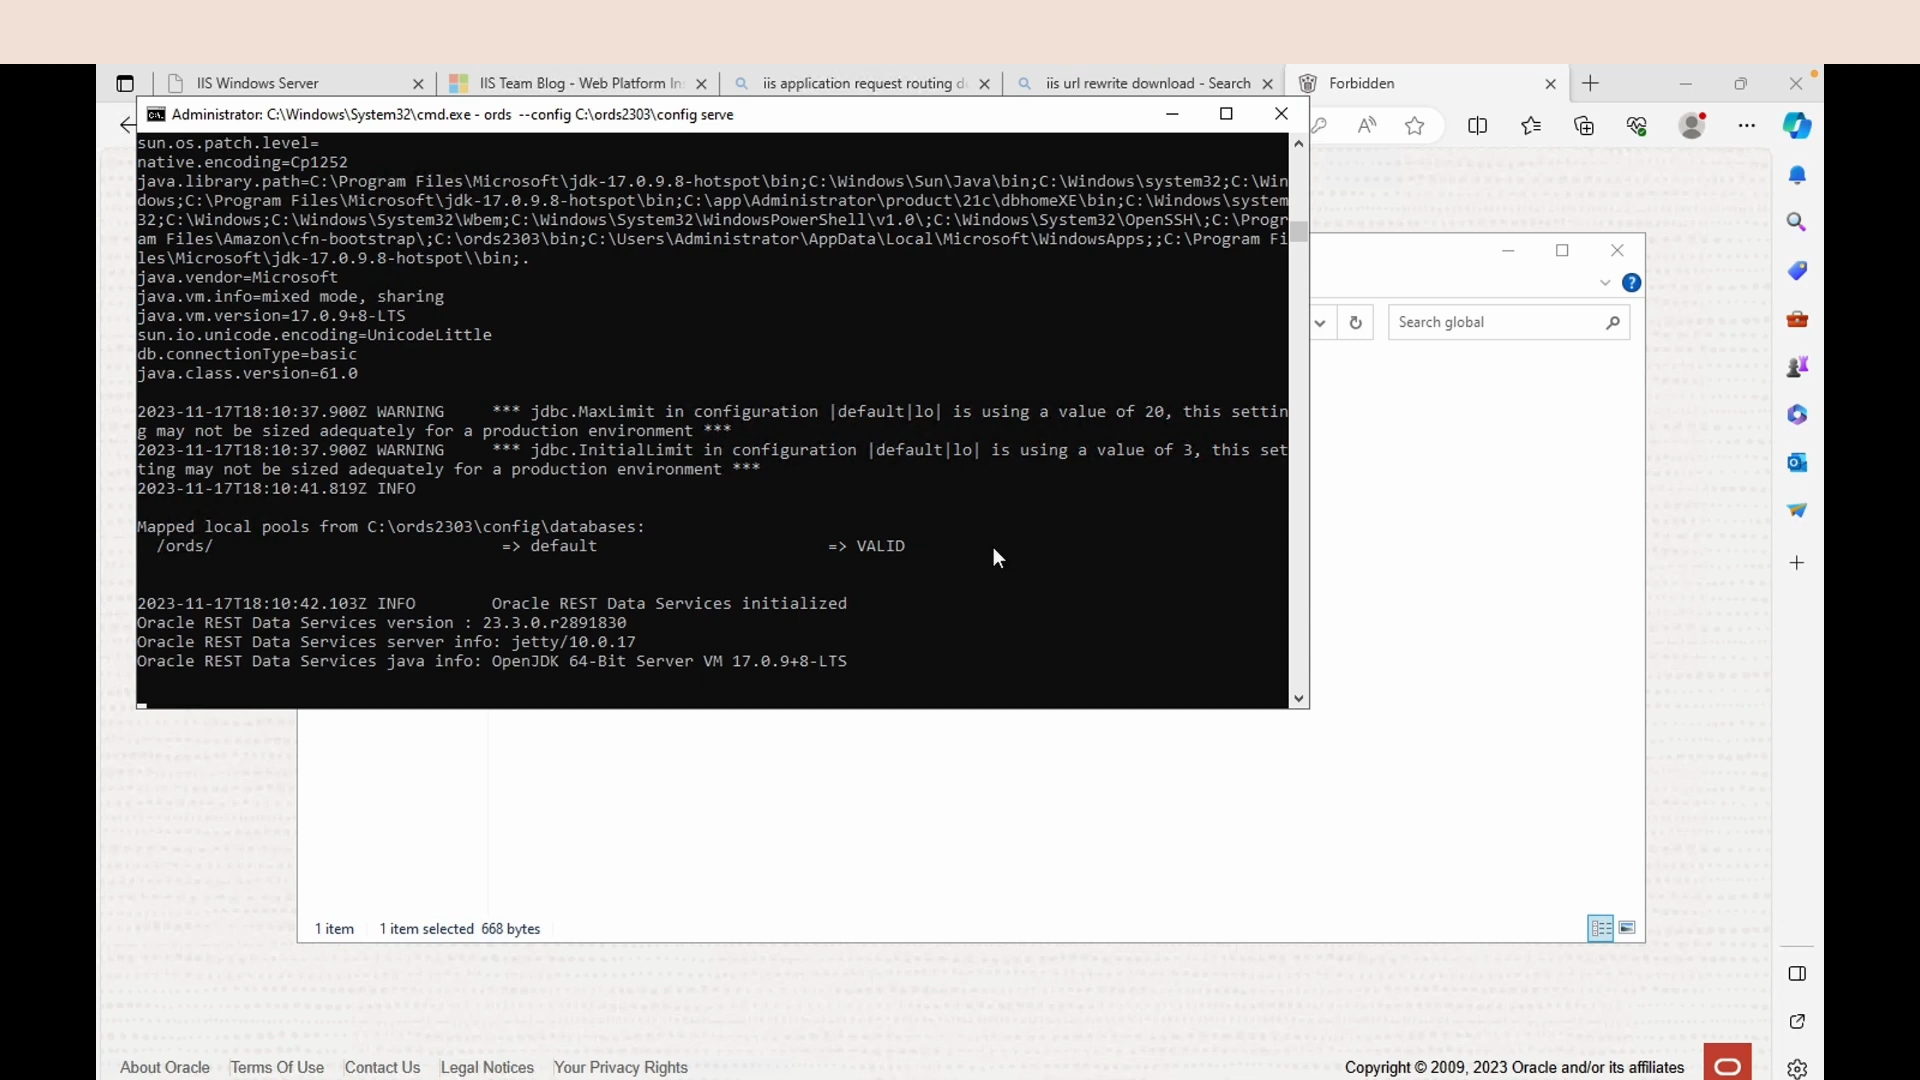 IIS Windows Server
IIS Team Blog - Web Platform In
iis application request routing d
iis url rewrite download - Search
Forbidden
Administrator: C:\Windows\System32\cmd.exe - ords --config C:\ords2303\config serve
sun.os.patch.level=
native.encoding=Cp1252
java.library.path=C:\Program Files\Microsoft\jdk-17.0.9.8-hotspot\bin;C:\Windows\Sun\Java\bin;C:\Windows\system32;C:\Win
dows;C:\Program Files\Microsoft\jdk-17.0.9.8-hotspot\bin;C:\app\Administrator\product\21c\dbhomeXE\bin;C:\Windows\system
32;C:\Windows;C:\Windows\System32\Wbem;C:\Windows\System32\WindowsPowerShell\v1.0\;C:\Windows\System32\OpenSSH\;C:\Progr
am Files\Amazon\cfn-bootstrap\;C:\ords2303\bin;C:\Users\Administrator\AppData\Local\Microsoft\WindowsApps;;C:\Program Fi
les\Microsoft\jdk-17.0.9.8-hotspot\\bin;.
java.vendor=Microsoft
java.vm.info=mixed mode, sharing
java.vm.version=17.0.9+8-LTS
sun.io.unicode.encoding=UnicodeLittle
db.connectionType=basic
java.class.version=61.0
2023-11-17T18:10:37.900Z WARNING     *** jdbc.MaxLimit in configuration |default|lo| is using a value of 20, this settin
g may not be sized adequately for a production environment ***
2023-11-17T18:10:37.900Z WARNING     *** jdbc.InitialLimit in configuration |default|lo| is using a value of 3, this set
ting may not be sized adequately for a production environment ***
2023-11-17T18:10:41.819Z INFO
Mapped local pools from C:\ords2303\config\databases:
/ords/ => default => VALID
2023-11-17T18:10:42.103Z INFO        Oracle REST Data Services initialized
Oracle REST Data Services version : 23.3.0.r2891830
Oracle REST Data Services server info: jetty/10.0.17
Oracle REST Data Services java info: OpenJDK 64-Bit Server VM 17.0.9+8-LTS
Search global
1 item 1 item selected 668 bytes
About Oracle Terms Of Use Contact Us Legal Notices Your Privacy Rights
Copyright © 2009, 2023 Oracle and/or its affiliates